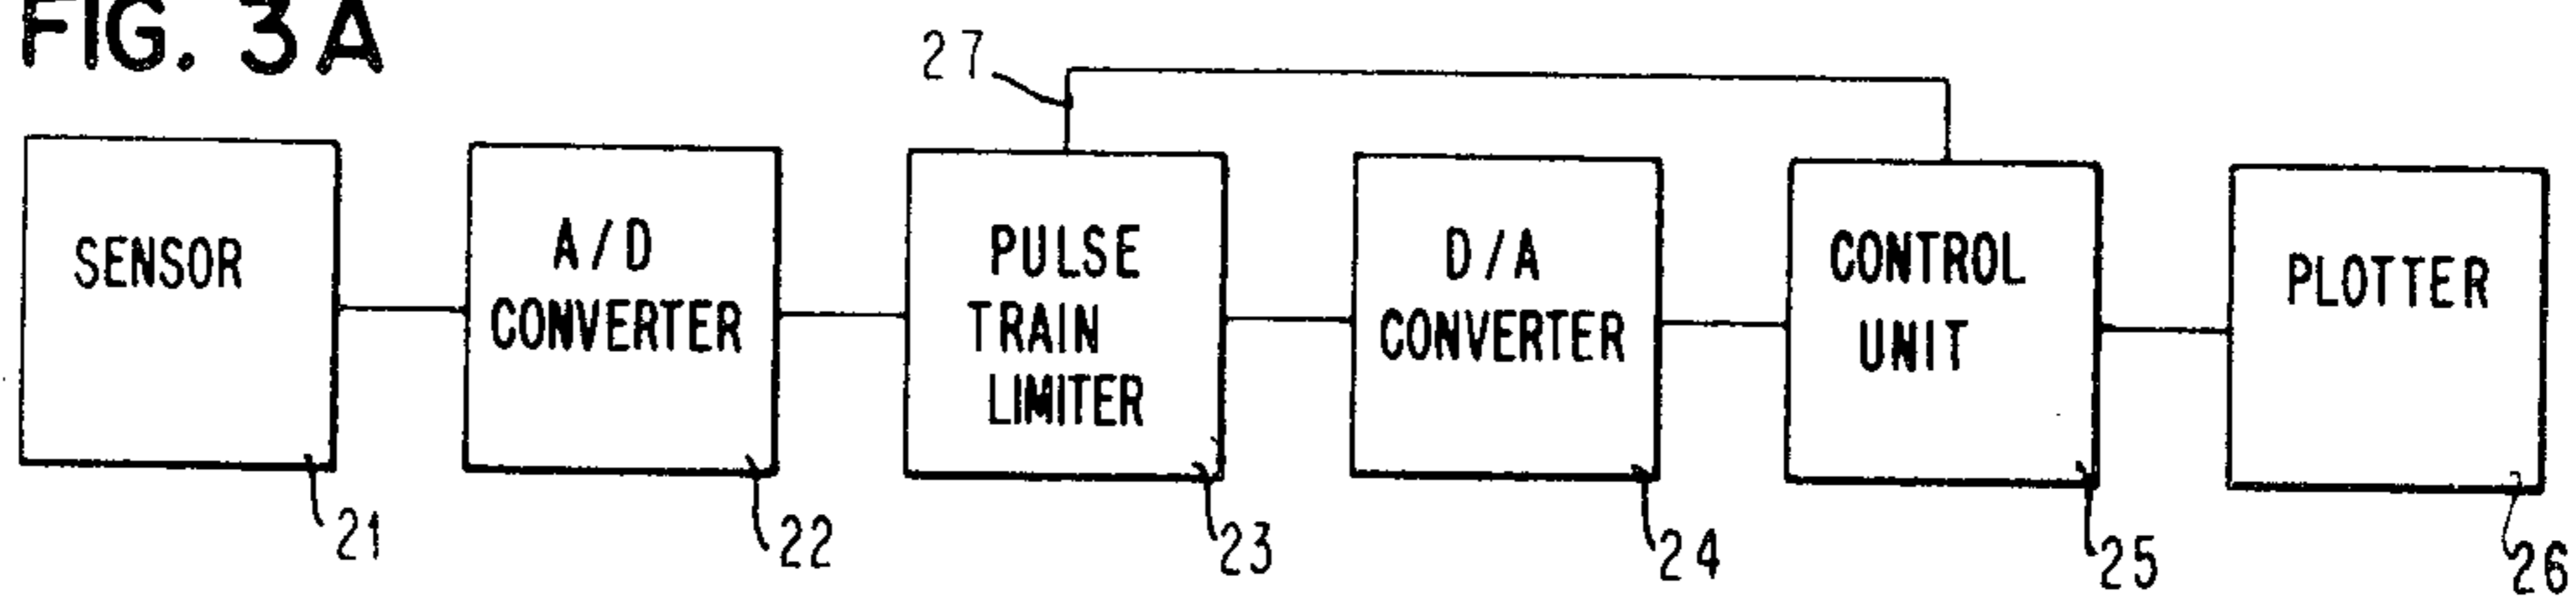 FIG. 3A
27
SENSOR
A/D
CONVERTER
PULSE
TRAIN
LIMITER
D/A
CONVERTER
CONTROL
UNIT
PLOTTER
21
22
23
24
25
26